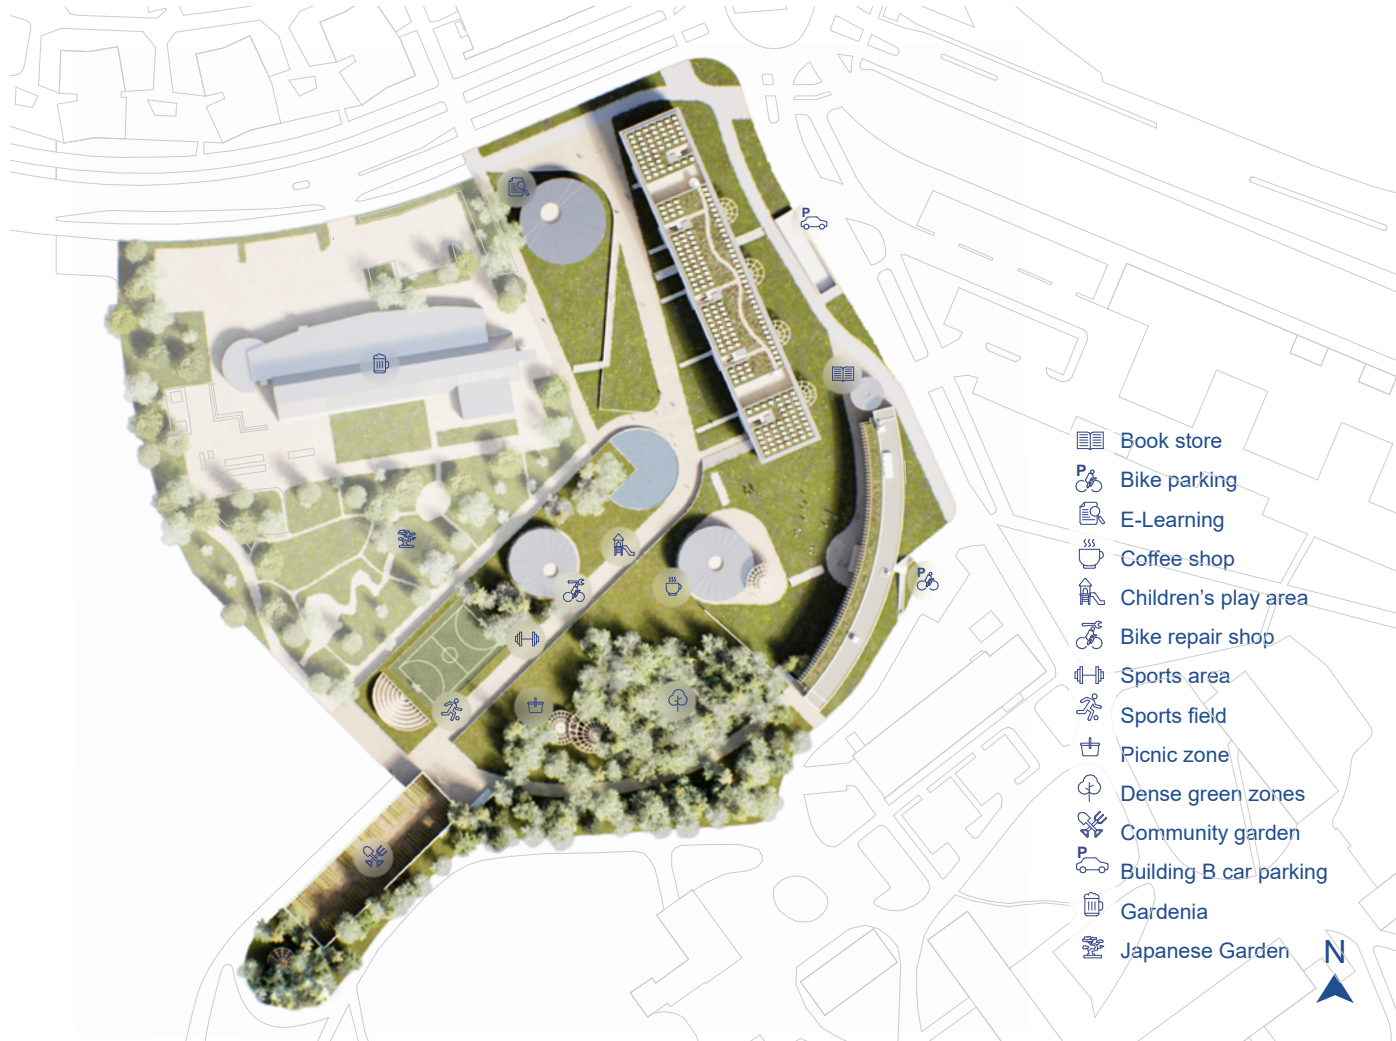 P
P
Book store
P
Bike parking
E-Learning
Coffee shop
Children’s play area
Bike repair shop
Sports area
Sports field
Picnic zone
Dense green zones
Community garden
P
Building B car parking
Gardenia
Japanese Garden
N